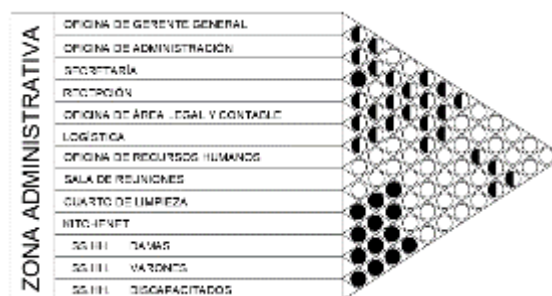 ZONA ADMINISTRATIVA
OFICINA DE GERENTE GENERAL
OFICINA DE ADMINISTRACIÓN
SECRETARÍA
RECEPCIÓN
OFICINA DE ÁREA LEGAL Y CONTABLE
LOGÍSTICA
OFICINA DE RECURSOS HUMANOS
SALA DE REUNIONES
CUARTO DE LIMPIEZA
KITCHENET
SS.HH. DAMAS
SS.HH. VARONES
SS.HH. DISCAPACITADOS